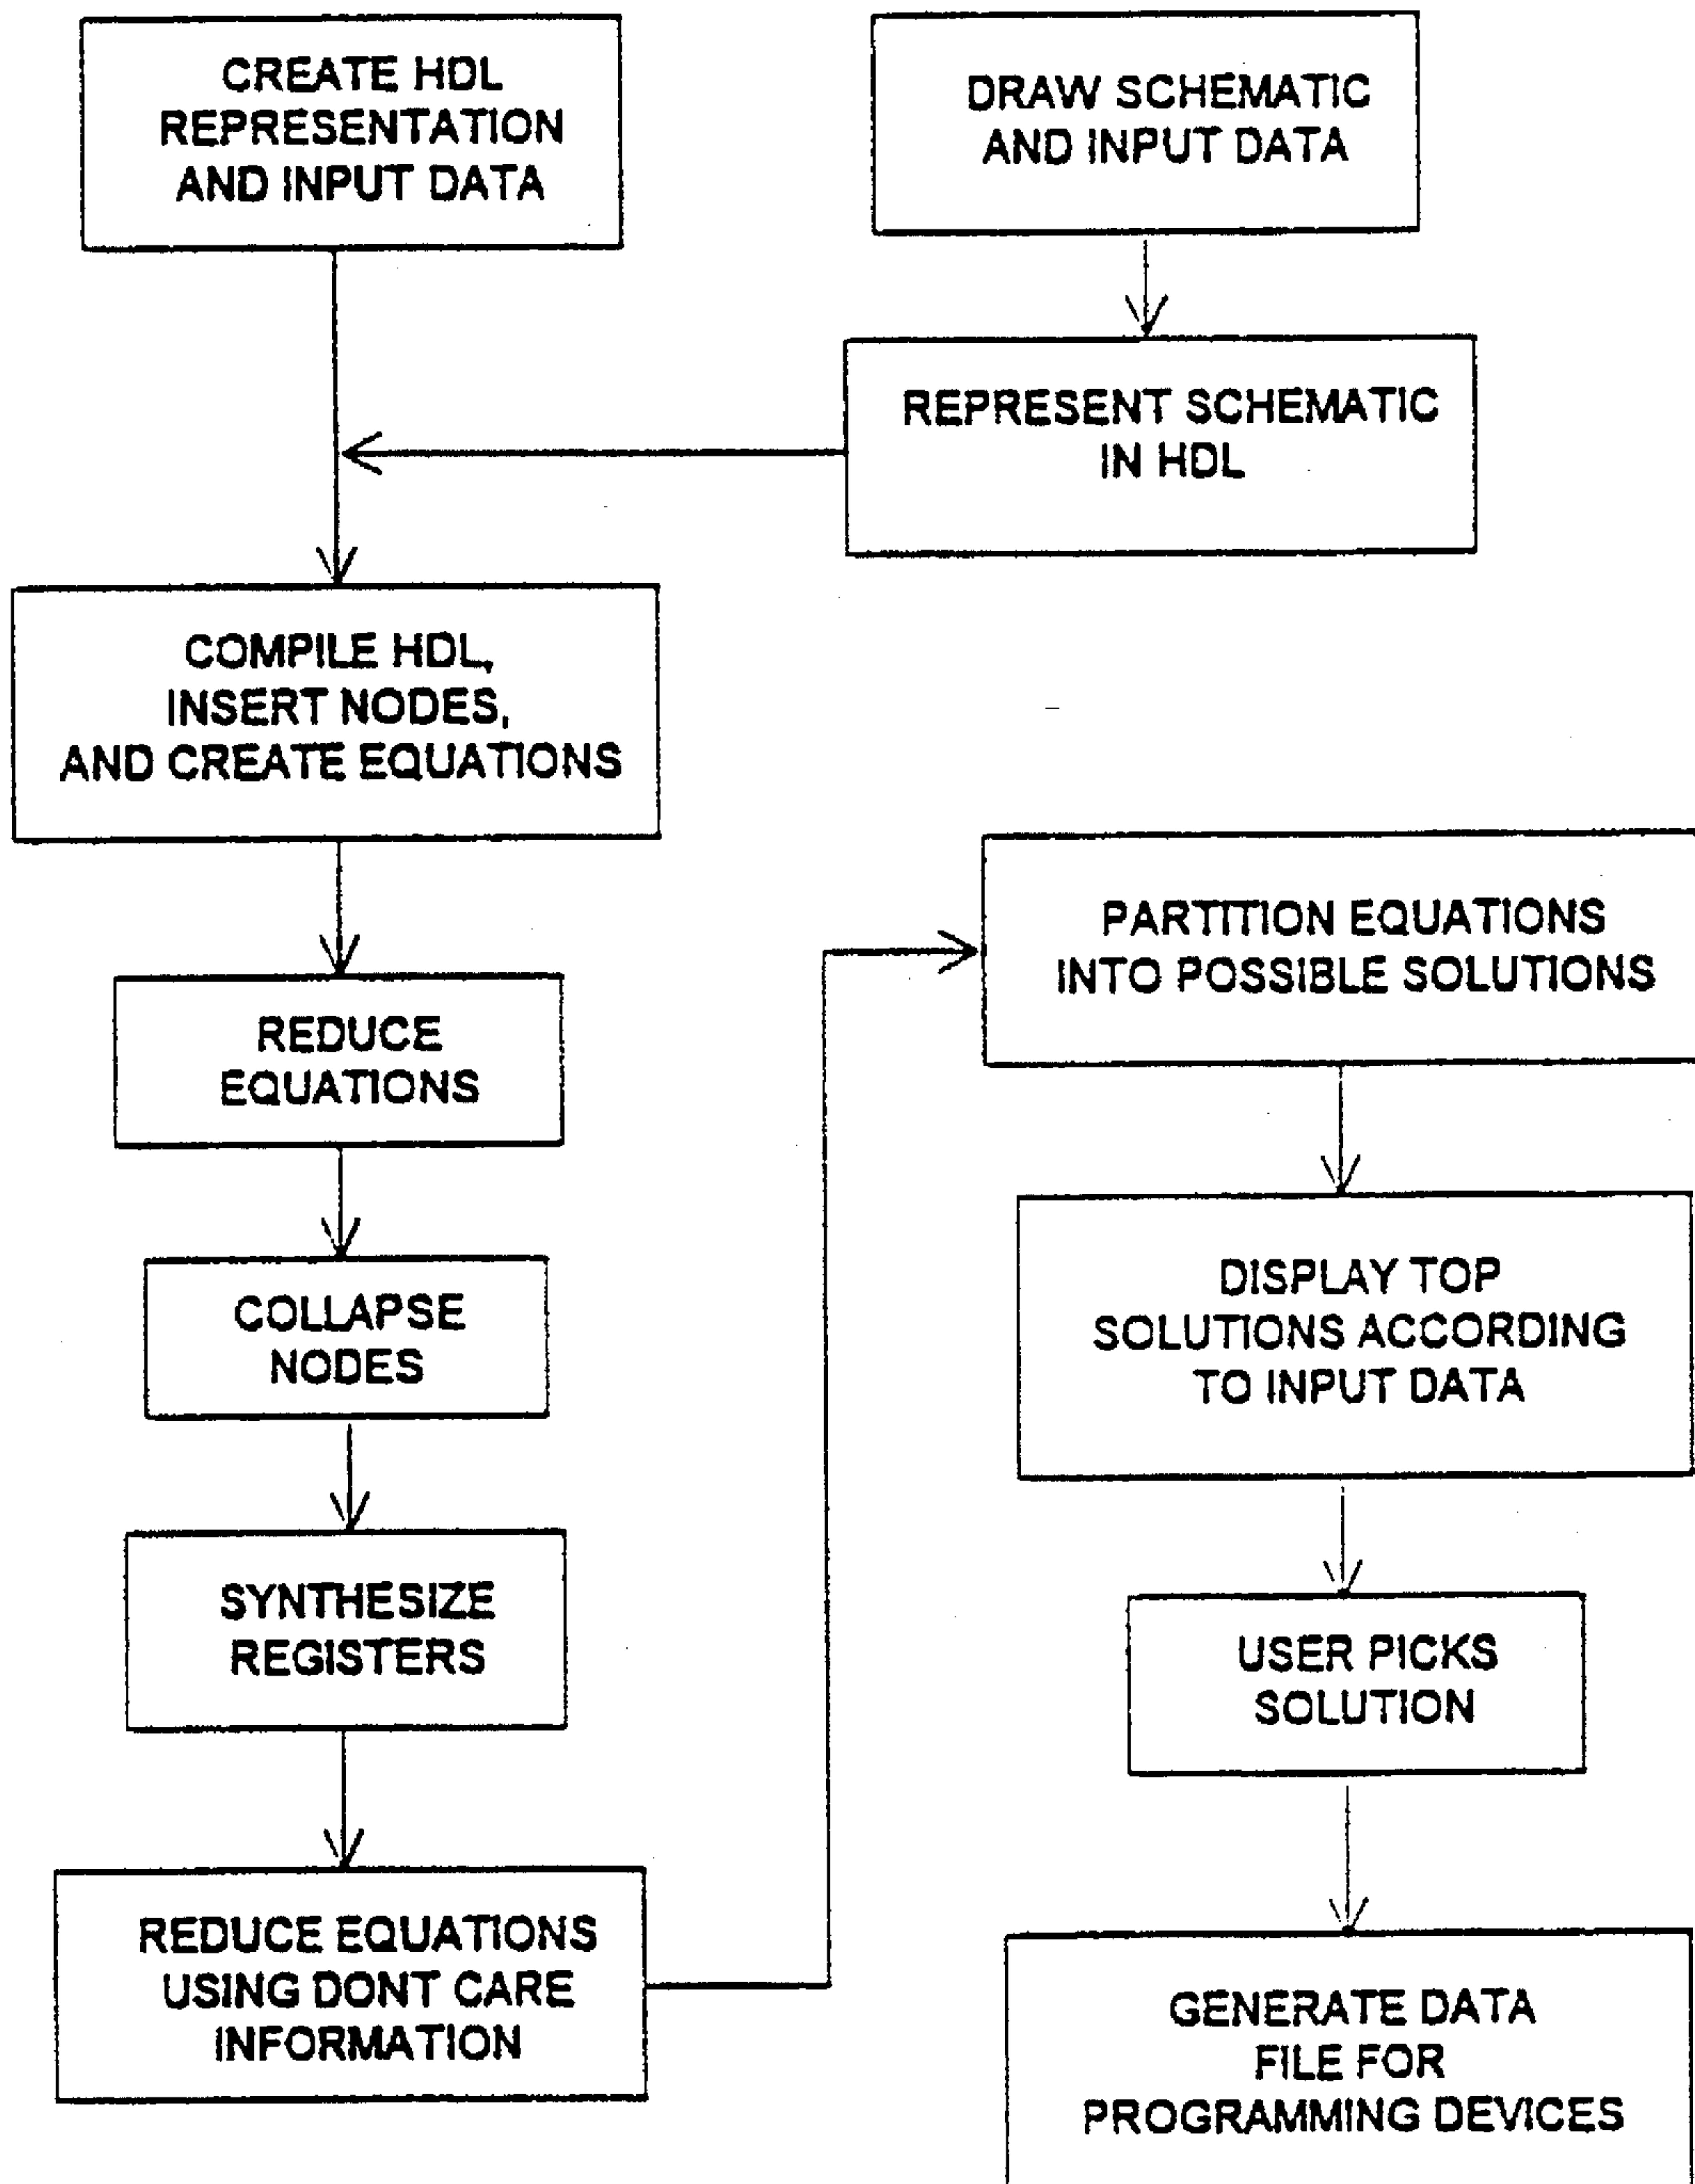 CREATE HDL
REPRESENTATION
AND INPUT DATA
DRAW SCHEMATIC
AND INPUT DATA
REPRESENT SCHEMATIC
IN HDL
COMPILE HDL,
INSERT NODES,
AND CREATE EQUATIONS
REDUCE
EQUATIONS
COLLAPSE
NODES
SYNTHESIZE
REGISTERS
REDUCE EQUATIONS
USING DONT CARE
INFORMATION
PARTITION EQUATIONS
INTO POSSIBLE SOLUTIONS
DISPLAY TOP
SOLUTIONS ACCORDING
TO INPUT DATA
USER PICKS
SOLUTION
GENERATE DATA
FILE FOR
PROGRAMMING DEVICES